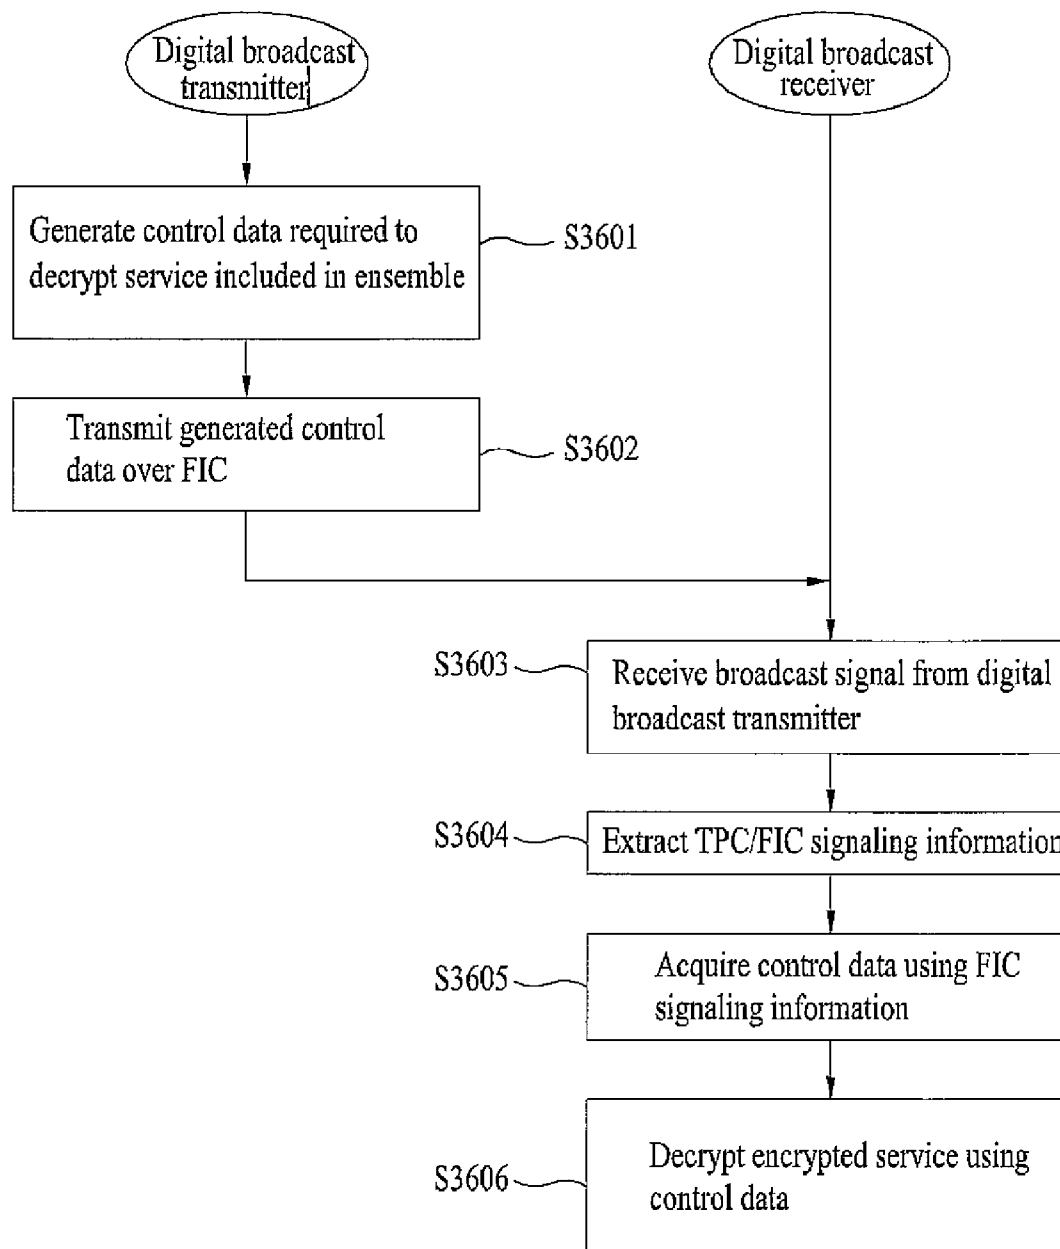 Digital broadcast
transmitter
Digital broadcast
receiver
Generate control data required to
decrypt service included in ensemble
S3601
Transmit generated control
data over FIC
S3602
S3603
Receive broadcast signal from digital
broadcast transmitter
S3604
Extract TPC/FIC signaling information
S3605
Acquire control data using FIC
signaling information
S3606
Decrypt encrypted service using
control data